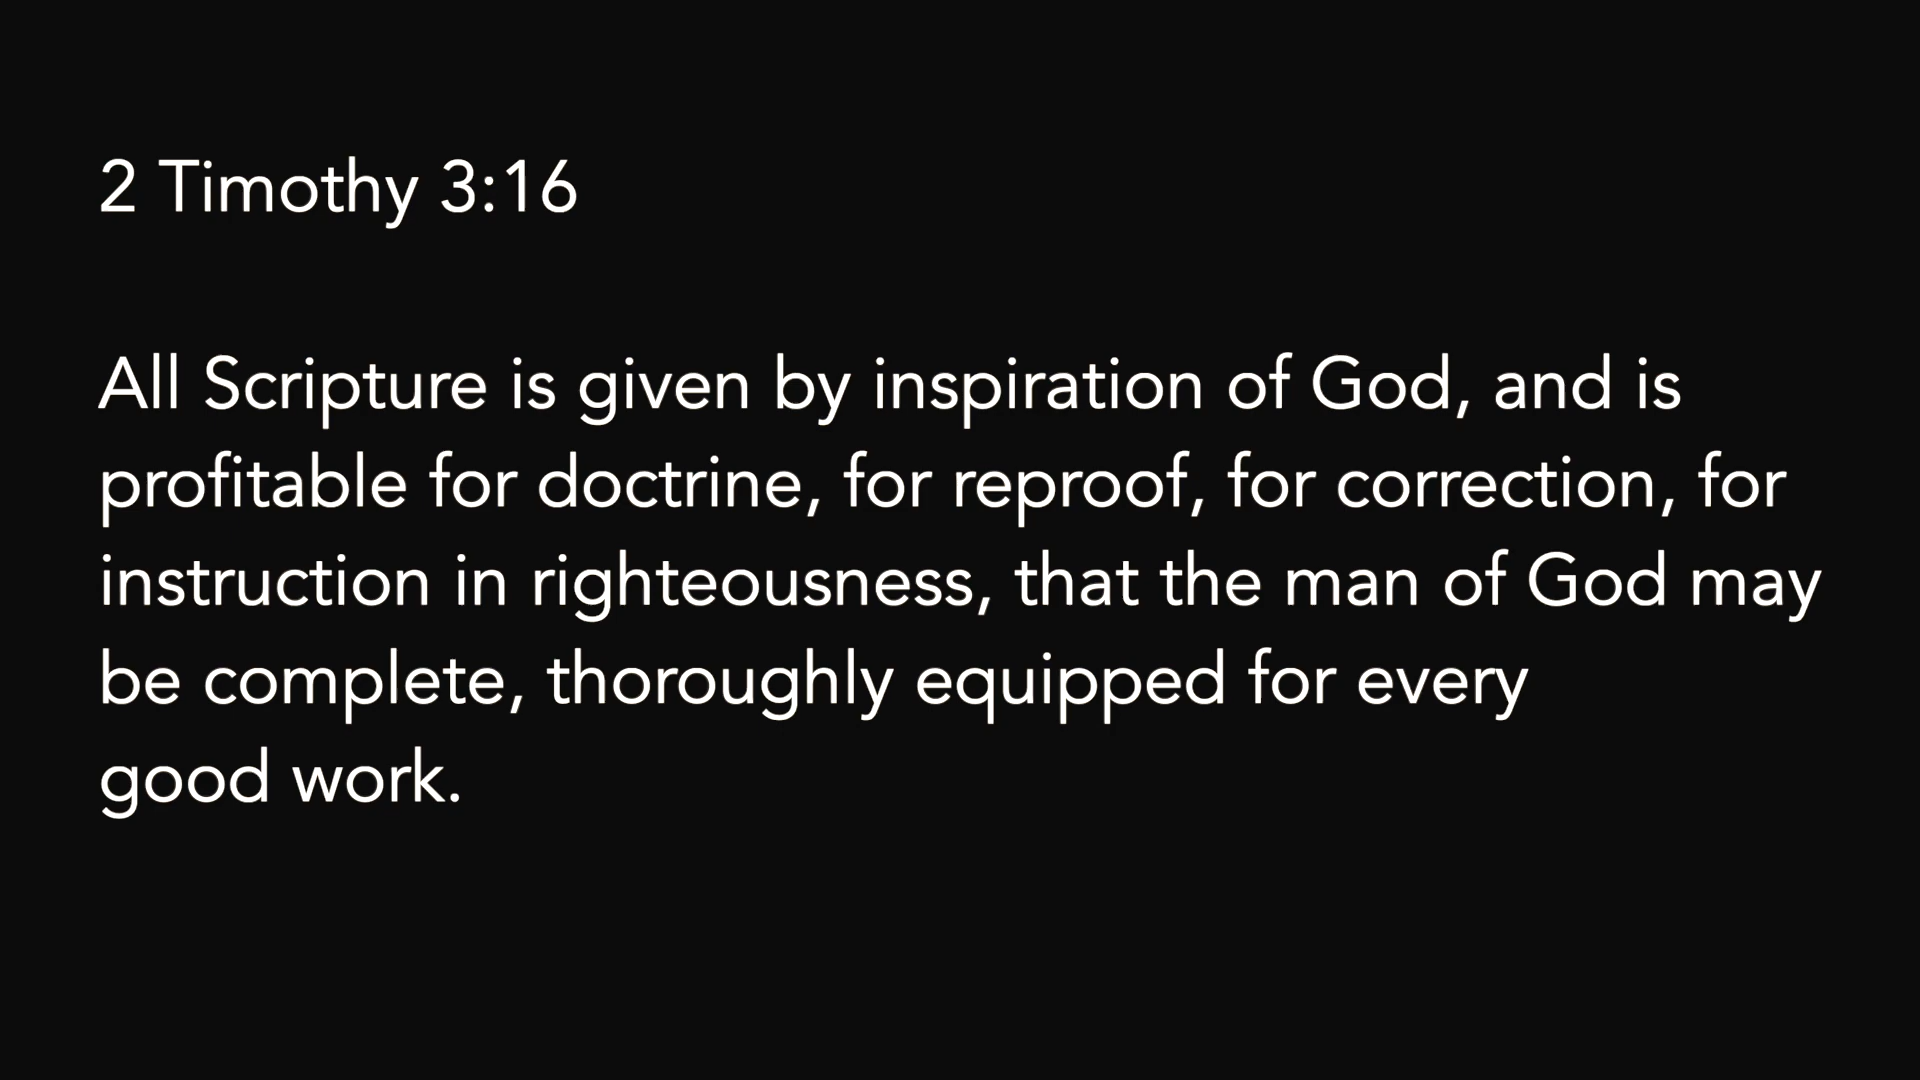 2 Timothy 3:16
All Scripture is given by inspiration of God, and is
profitable for doctrine, for reproof, for correction, for
instruction in righteousness, that the man of God may
be complete, thoroughly equipped for every
good work.